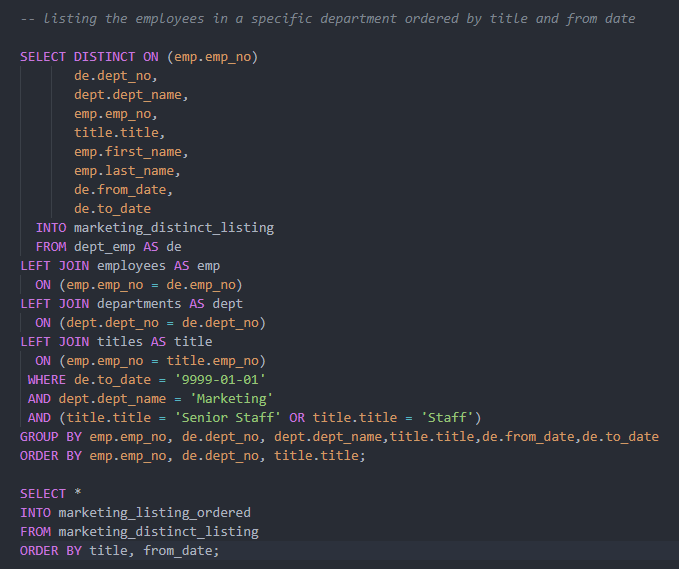 -- listing the employees in a specific department ordered by title and from date
SELECT DISTINCT ON (emp.emp_no)
de.dept_no,
dept.dept_name,
emp.emp_no,
title.title,
emp.first_name,
emp.last_name,
de.from_date,
de.to_date
INTO marketing_distinct_listing
FROM dept_emp AS de
LEFT JOIN employees AS emp
ON (emp.emp_no = de.emp_no)
LEFT JOIN departments AS dept
ON (dept.dept_no = de.dept_no)
LEFT JOIN titles AS title
ON (emp.emp_no = title.emp_no)
WHERE de.to_date = '9999-01-01'
AND dept.dept_name = 'Marketing'
AND (title.title = 'Senior Staff' OR title.title = 'Staff')
GROUP BY emp.emp_no, de.dept_no, dept.dept_name,title.title,de.from_date,de.to_date
ORDER BY emp.emp_no, de.dept_no, title.title;
SELECT *
INTO marketing_listing_ordered
FROM marketing_distinct_listing
ORDER BY title, from_date;